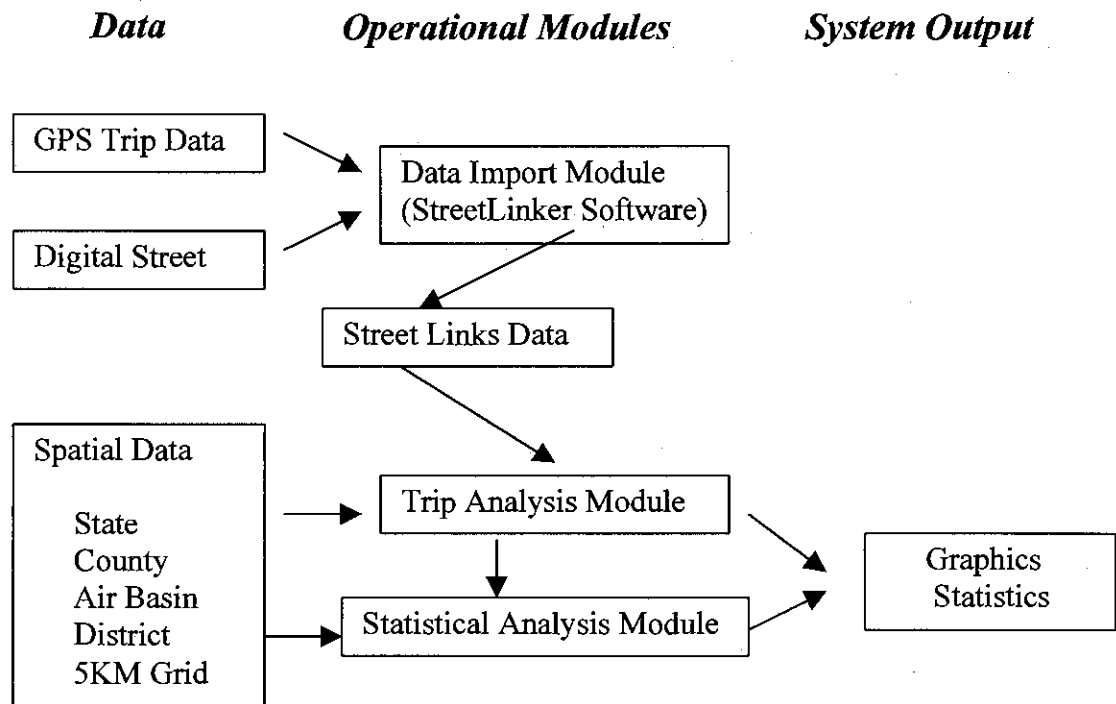 Data Operational Modules System Output
GPS Trip Data
Data Import Module
(StreetLinker Software)
Digital Street
Street Links Data
Spatial Data
State
County
Air Basin
District
5KM Grid
Trip Analysis Module
Statistical Analysis Module
Graphics
Statistics